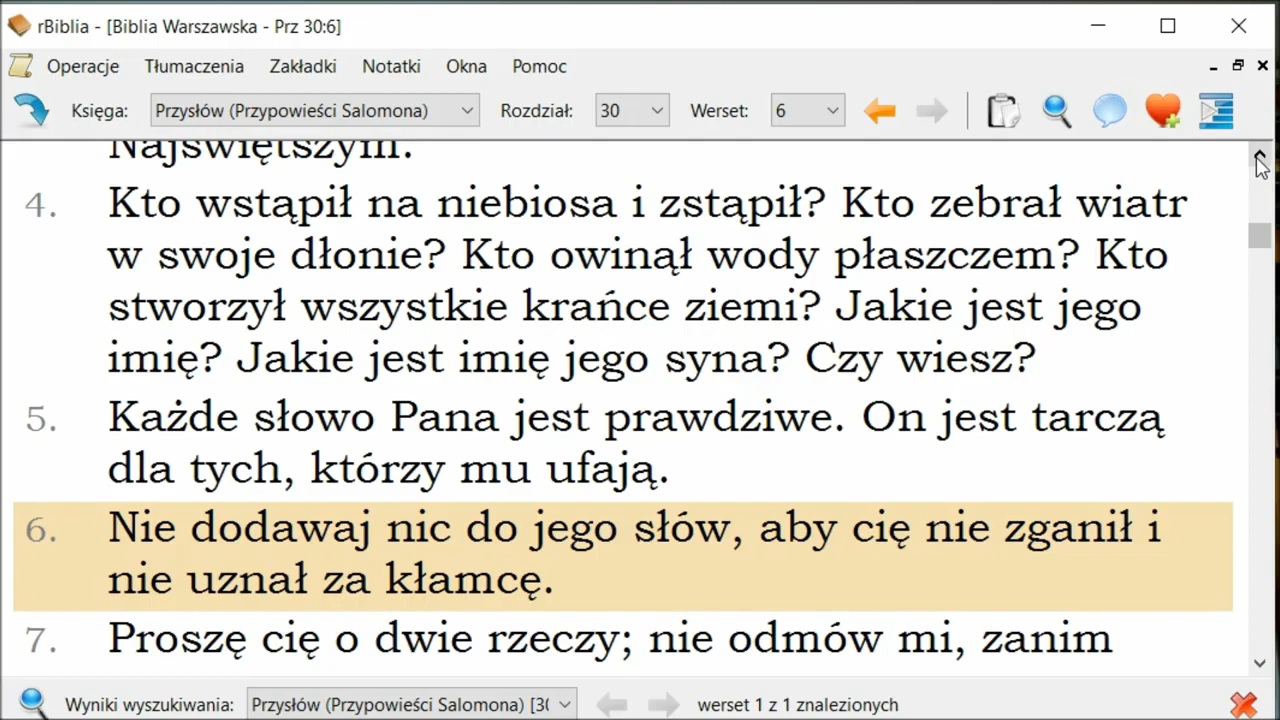 rBiblia - [Biblia Warszawska - Prz 30:6]
Operacje Tłumaczenia Zakładki Notatki Okna Pomoc
Księga: Przysłów (Przypowieści Salomona) Rozdział: 30 Werset: 6
Najświętszym.
4. Kto wstąpił na niebiosa i zstąpił? Kto zebrał wiatr
w swoje dłonie? Kto owinął wody płaszczem? Kto
stworzył wszystkie krańce ziemi? Jakie jest jego
imię? Jakie jest imię jego syna? Czy wiesz?
5. Każde słowo Pana jest prawdziwe. On jest tarczą
dla tych, którzy mu ufają.
6. Nie dodawaj nic do jego słów, aby cię nie zganił i
nie uznał za kłamcę.
7. Proszę cię o dwie rzeczy; nie odmów mi, zanim
Wyniki wyszukiwania: Przysłów (Przypowieści Salomona) [30 werset 1 z 1 znalezionych